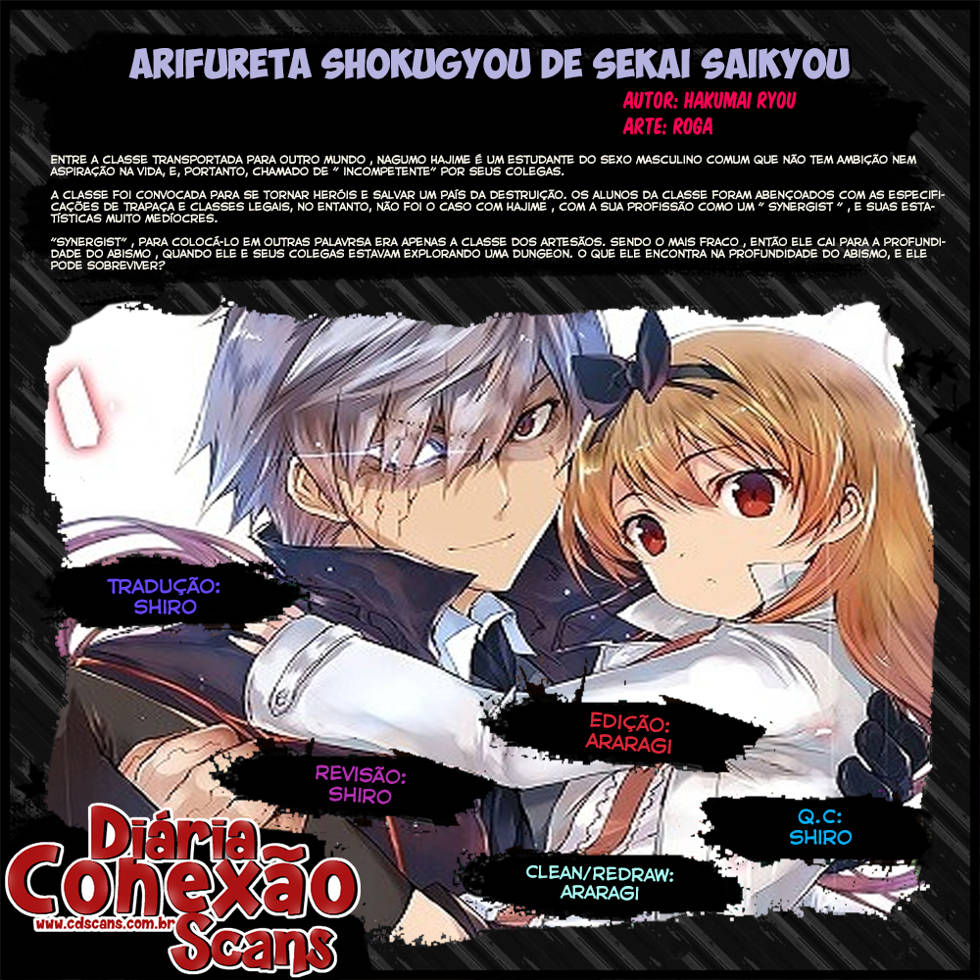 ARIFURETA SHOKUGYOU DE SEKAI SAIKYOU
AUTOR: HAKUMAI RYOU
ARTE: ROGA
ENTRE A CLASSE TRANSPORTADA PARA OUTRO MUNDO , NAGUMO HAJIME É UM ESTUDANTE DO SEXO MASCULINO COMUM QUE NÃO TEM AMBIÇÃO NEM
ASPIRAÇÃO NA VIDA, E, PORTANTO, CHAMADO DE " INCOMPETENTE" POR SEUS COLEGAS.
A CLASSE FOI CONVOCADA PARA SE TORNAR HERÓIS E SALVAR UM PAÍS DA DESTRUIÇÃO. OS ALUNOS DA CLASSE FORAM ABENÇOADOS COM AS ESPECIFI-
CAÇÕES DE TRAPAÇA E CLASSES LEGAIS, NO ENTANTO, NÃO FOI O CASO COM HAJIME , COM A SUA PROFISSÃO COMO UM " SYNERGIST " , E SUAS ESTA-
TÍSTICAS MUITO MEDÍOCRES.
"SYNERGIST" , PARA COLOCÁ-LO EM OUTRAS PALAVRSA ERA APENAS A CLASSE DOS ARTESÃOS. SENDO O MAIS FRACO , ENTÃO ELE CAI PARA A PROFUNDI-
DADE DO ABISMO , QUANDO ELE E SEUS COLEGAS ESTAVAM EXPLORANDO UMA DUNGEON. O QUE ELE ENCONTRA NA PROFUNDIDADE DO ABISMO, E ELE
PODE SOBREVIVER?
TRADUÇÃO:
SHIRO
EDIÇÃO:
ARARAGI
REVISÃO:
SHIRO
Q.C:
SHIRO
CLEAN/REDRAW:
ARARAGI
Diária
Conexão
www.cdscans.com.br
Scans